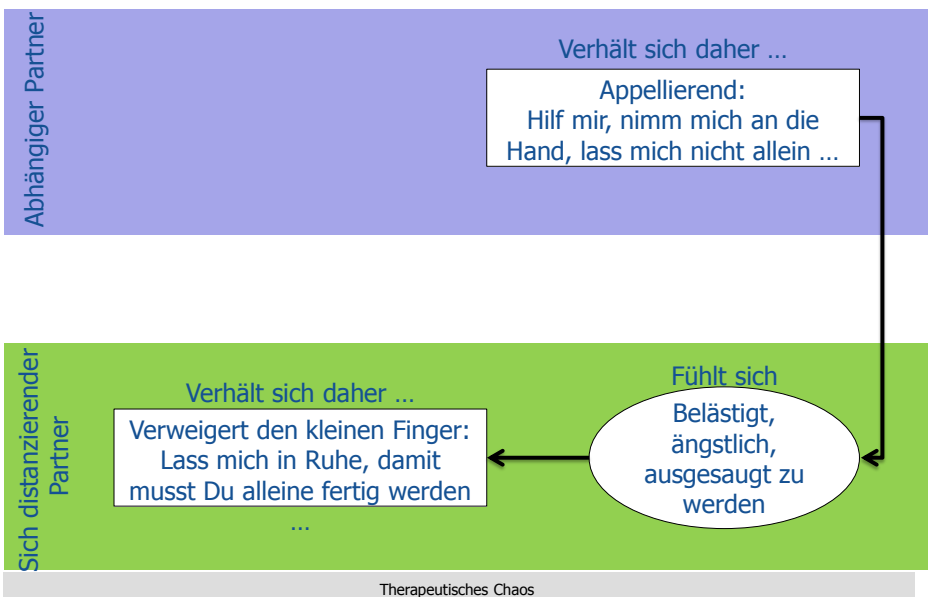 Abhängiger Partner
Verhält sich daher …
Appellierend:
Hilf mir, nimm mich an die
Hand, lass mich nicht allein …
Sich distanzierender
Partner
Verhält sich daher …
Verweigert den kleinen Finger:
Lass mich in Ruhe, damit
musst Du alleine fertig werden
…
Fühlt sich
Belästigt,
ängstlich,
ausgesaugt zu
werden
Therapeutisches Chaos